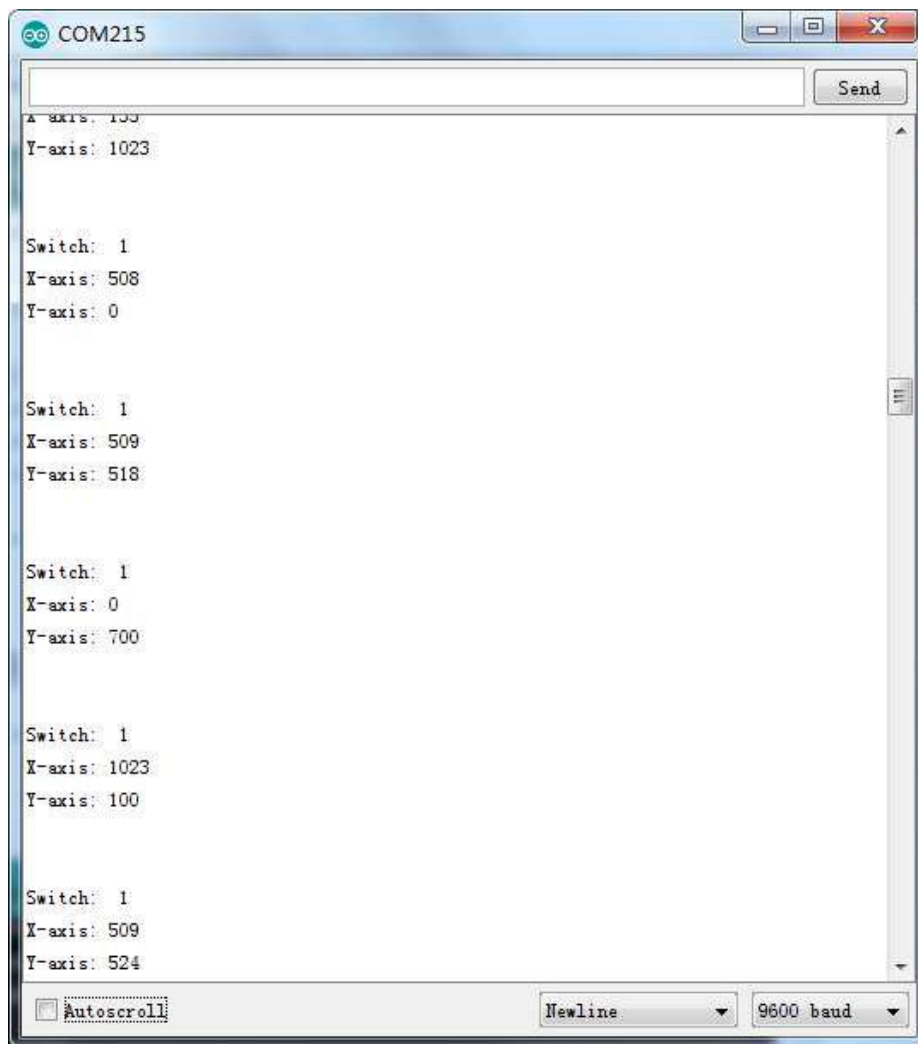 COM215
Send
Y-axis: 1023
Switch: 1
X-axis: 508
Y-axis: 0
Switch: 1
X-axis: 509
Y-axis: 518
Switch: 1
X-axis: 0
Y-axis: 700
Switch: 1
X-axis: 1023
Y-axis: 100
Switch: 1
X-axis: 509
Y-axis: 524
Autoscroll Newline 9600 baud